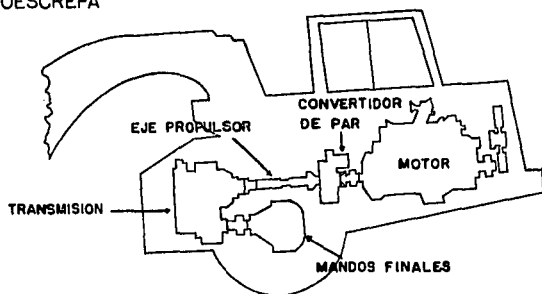 OESCREPA
CONVERTIDOR
DE PAR
EJE PROPULSOR
MOTOR
TRANSMISION
MANDOS FINALES